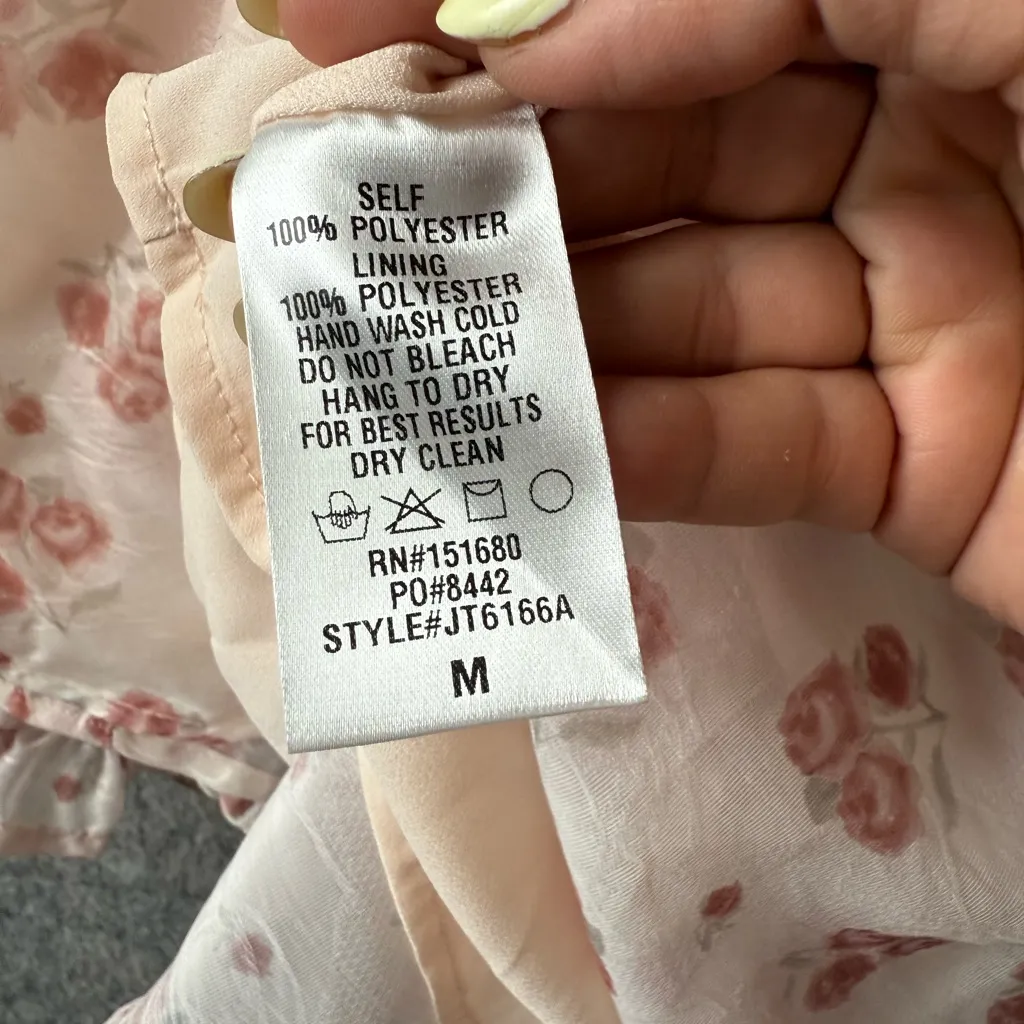 SELF
100% POLYESTER
LINING
100% POLYESTER
HAND WASH COLD
DO NOT BLEACH
HANG TO DRY
FOR BEST RESULTS
DRY CLEAN
RN#151680
PO#8442
STYLE#JT6166A
M